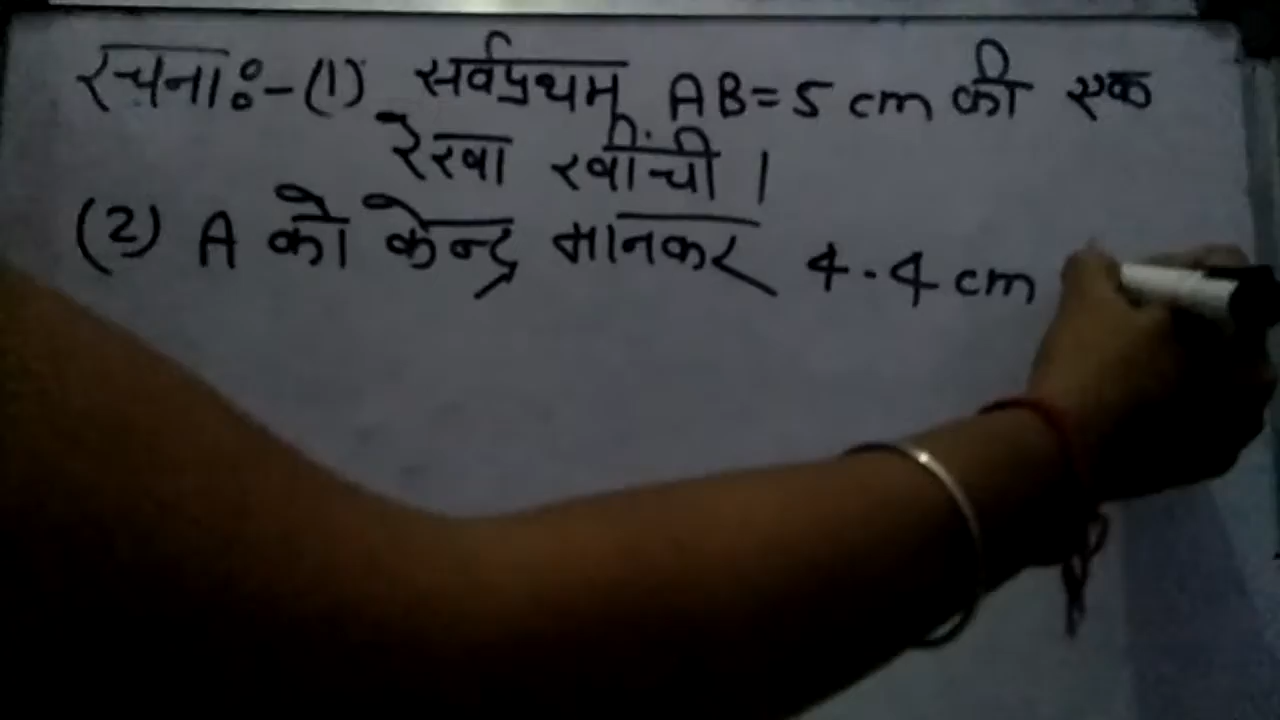 रचना:-(1) सर्वप्रथम् AB=5 cm की एक
रेखा खींची ।
(2) A को केन्द्र मानकर 4.4 cm